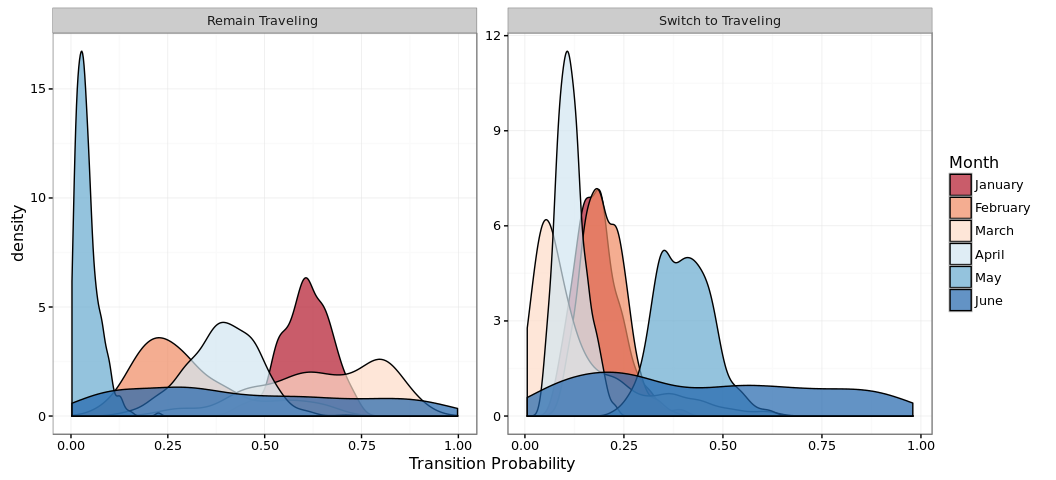 Remain Traveling
Switch to Traveling
density
0
5
10
15
0
3
6
9
12
0.00 0.25 0.50 0.75 1.00
0.00 0.25 0.50 0.75 1.00
Transition Probability
Month
January
February
March
April
May
June